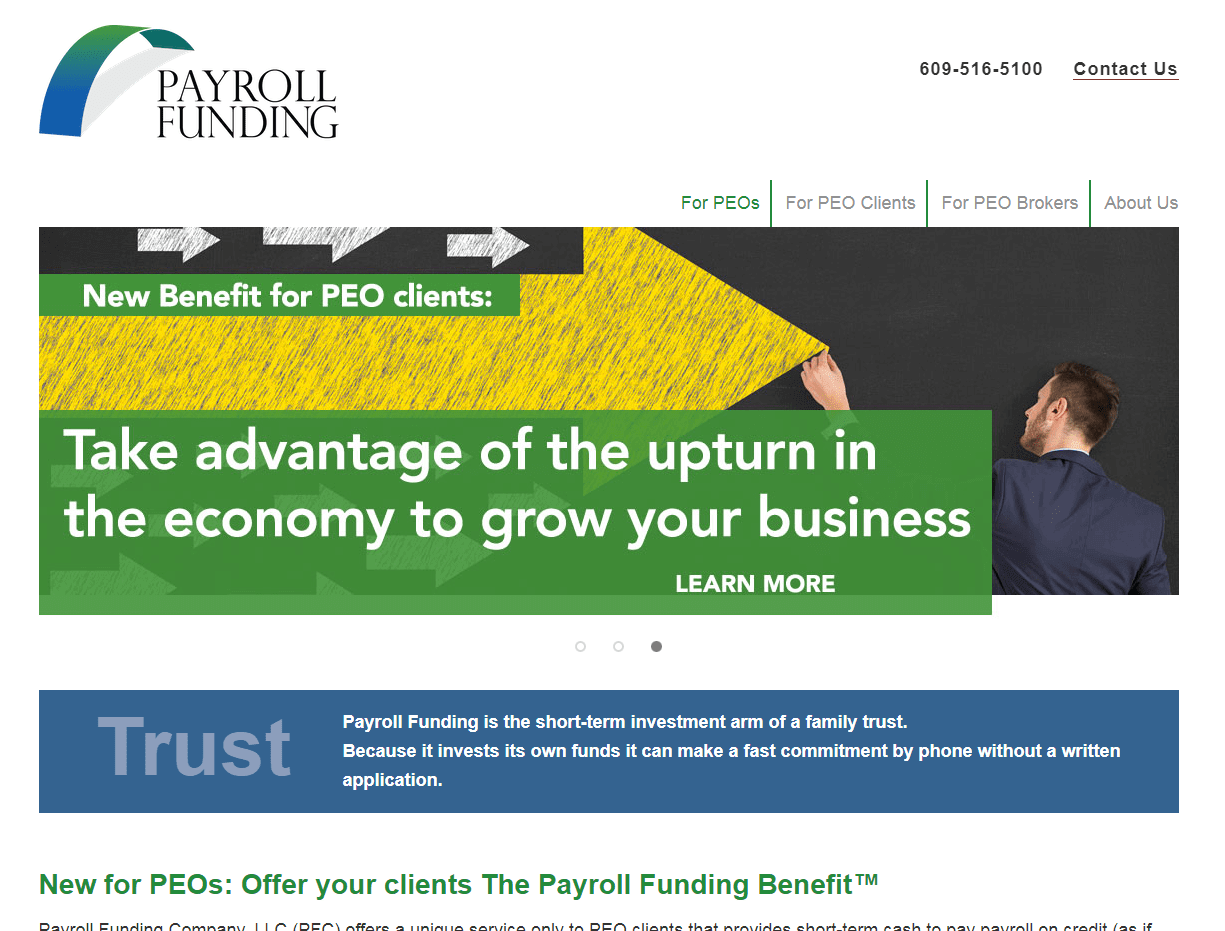 PAYROLL
FUNDING
609-516-5100 Contact Us
For PEOs For PEO Clients For PEO Brokers About Us
New Benefit for PEO clients:
Take advantage of the upturn in
the economy to grow your business
LEARN MORE
Trust
Payroll Funding is the short-term investment arm of a family trust.
Because it invests its own funds it can make a fast commitment by phone without a written
application.
New for PEOs: Offer your clients The Payroll Funding Benefit™
Payroll Funding Company, LLC (PFC) offers a unique service only to PEO clients that provides short-term cash to pay payroll on credit (as if